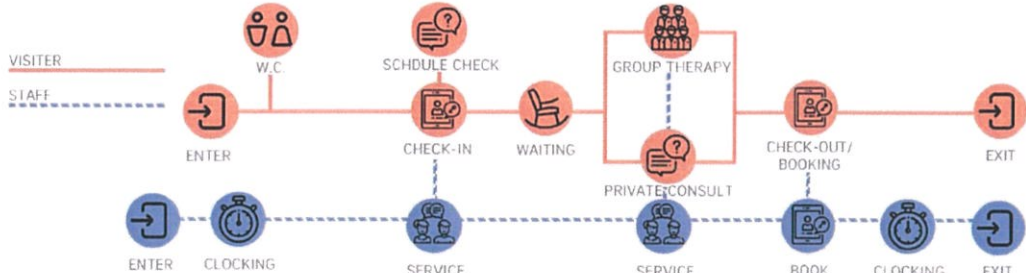 VISITER
STAFF
W.C.
SCHDULE CHECK
GROUP THERAPY
ENTER
CHECK-IN
WAITING
CHECK-OUT/
BOOKING
EXIT
PRIVATE CONSULT
ENTER
CLOCKING
SERVICE
SERVICE
BOOK
CLOCKING
EXIT